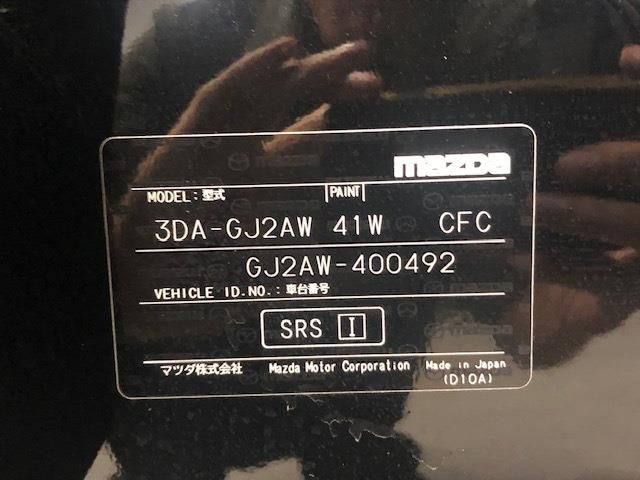 mazda
MODEL:型式 PAINT
3DA-GJ2AW 41W CFC
GJ2AW-400492
VEHICLE I.D.NO.:車台番号
SRS I
マツダ株式会社 Mazda Motor Corporation Made in Japan
(D10A)